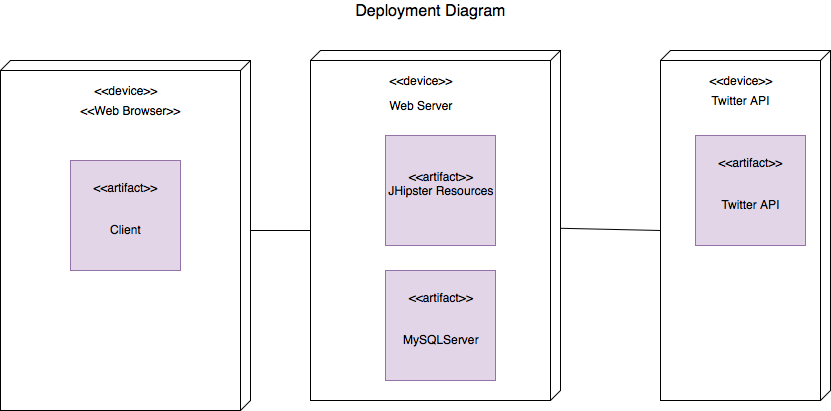 Deployment Diagram
<<device>>
<<Web Browser>>
<<artifact>>
Client
<<device>>
Web Server
<<artifact>>
JHipster Resources
<<artifact>>
MySQLServer
<<device>>
Twitter API
<<artifact>>
Twitter API